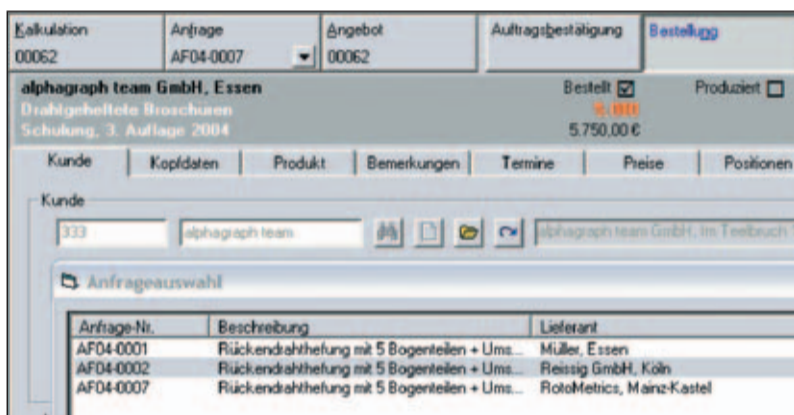 Kalkulation Anfrage Angebot Auftragsbestätigung Bestellung
00062 AF04-0007 00062
alphagraph team GmbH, Essen Bestellt Produziert
Drahtgeheftete Broschüren
Schulung, 3. Auflage 2004 5.750,00 €
Kunde Kopfdaten Produkt Bemerkungen Termine Preise Positionen
Kunde
333 alphagraph team alphagraph team GmbH, Im Teelbruch
Anfrageauswahl
Anfrage-Nr. Beschreibung Lieferant
AF04-0001 Rückendrahthefung mit 5 Bogenteilen + Ums... Müller, Essen
AF04-0002 Rückendrahthefung mit 5 Bogenteilen + Ums... Reissig GmbH, Köln
AF04-0007 Rückendrahthefung mit 5 Bogenteilen + Ums... RotoMetrics, Mainz-Kastel